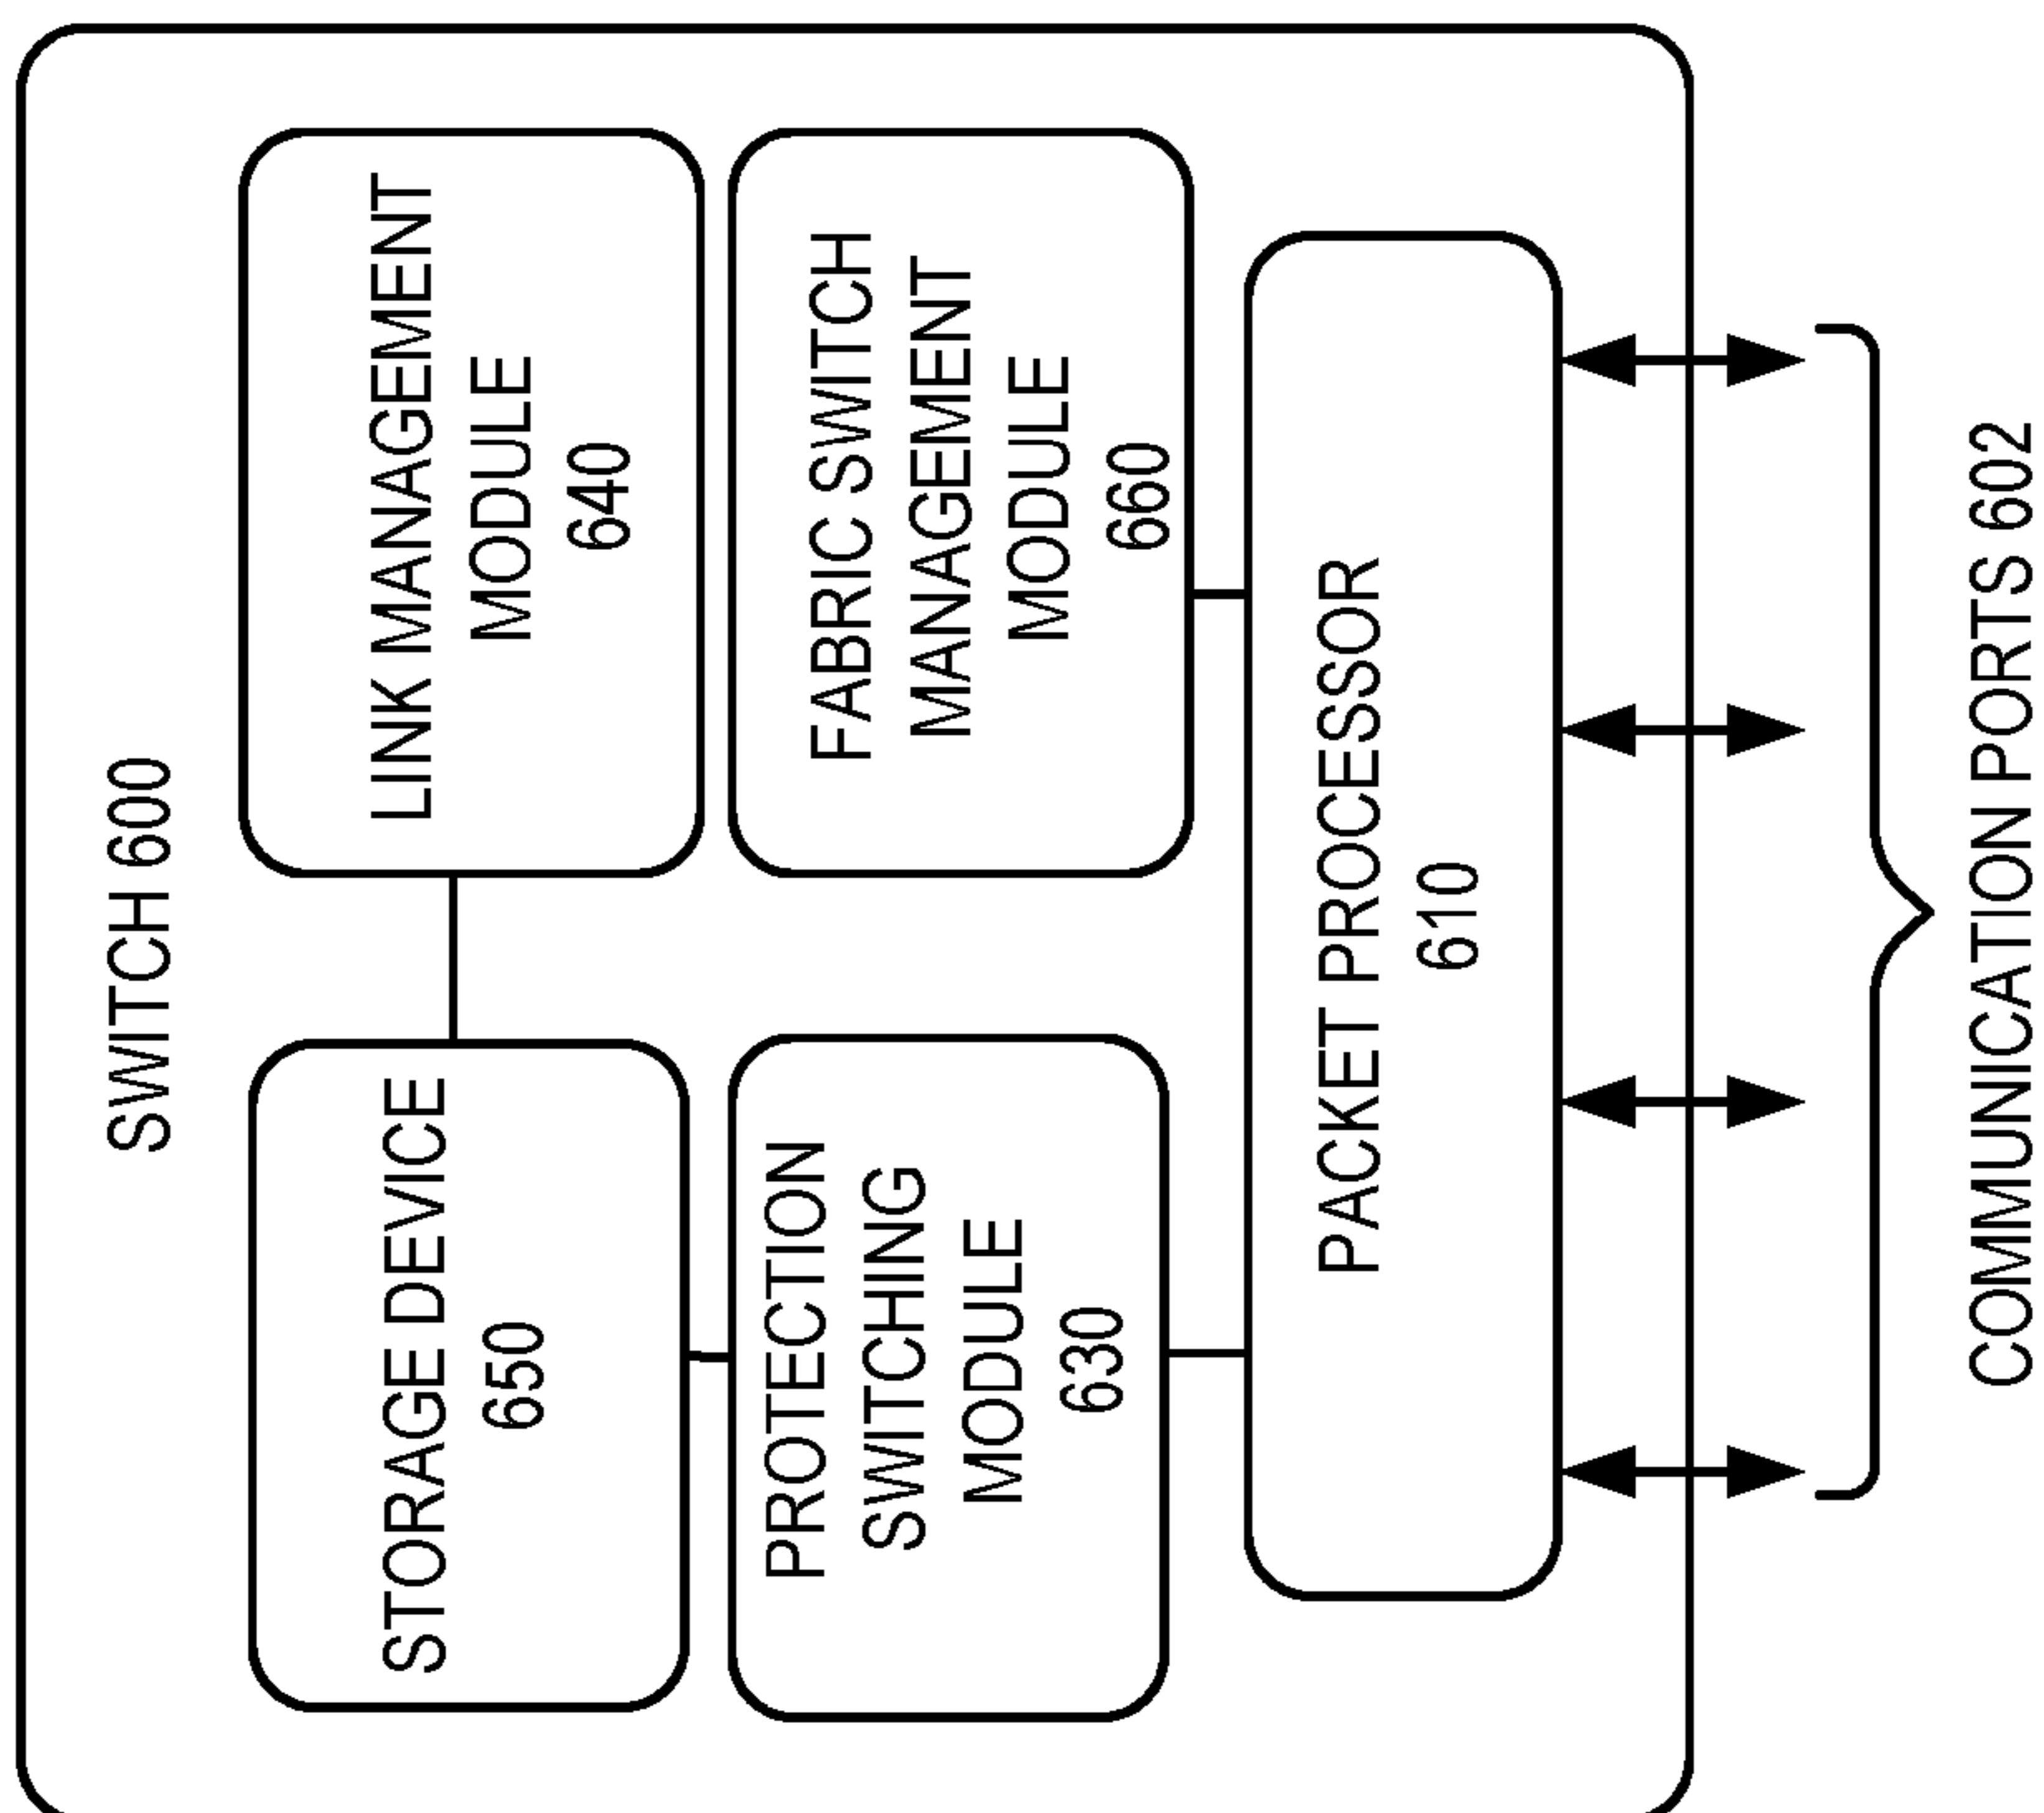 SWITCH 600
STORAGE DEVICE
650
LINK MANAGEMENT
MODULE
640
PROTECTION
SWITCHING
MODULE
630
FABRIC SWITCH
MANAGEMENT
MODULE
660
PACKET PROCESSOR
610
COMMUNICATION PORTS 602